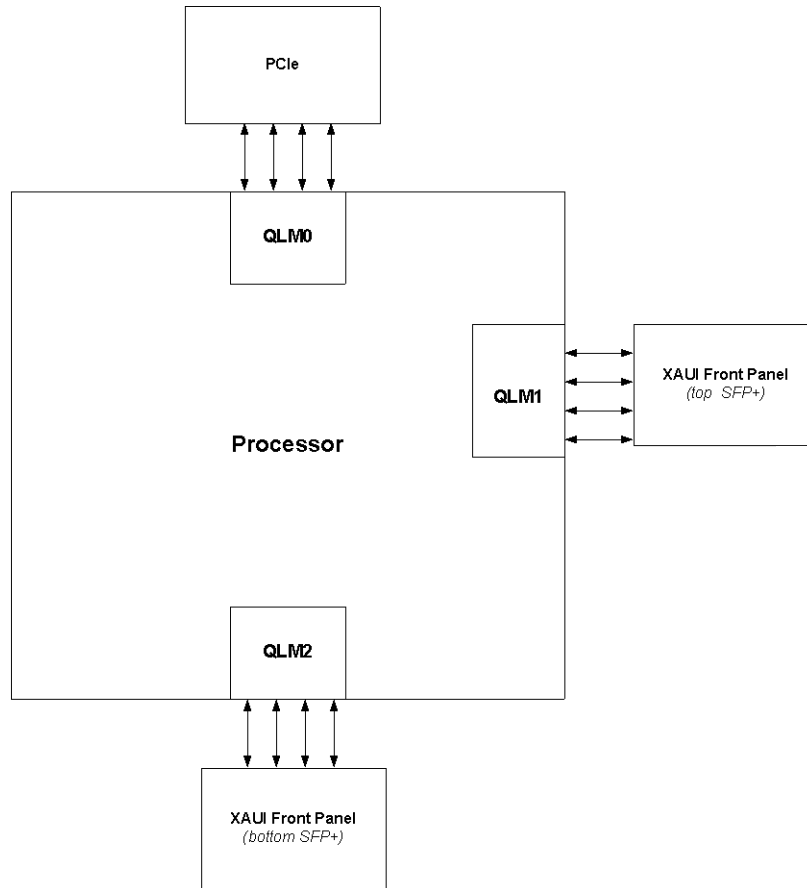 PCIe
QLM0
QLM1
XAUI Front Panel
(top SFP+)
Processor
QLM2
XAUI Front Panel
(bottom SFP+)